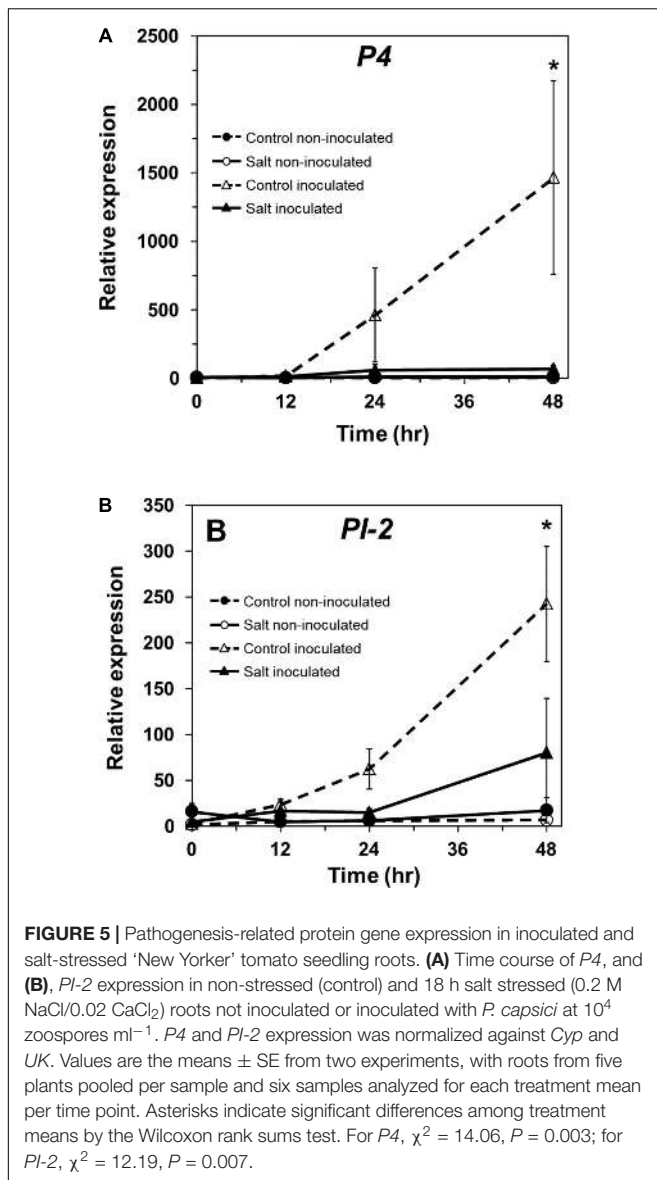 A
P4
*
2500
2000
1500
1000
500
0
Relative expression
Control non-inoculated
Salt non-inoculated
Control inoculated
Salt inoculated
0 12 24 36 48
Time (hr)
B
B
PI-2
*
350
300
250
200
150
100
50
0
Relative expression
Control non-inoculated
Salt non-inoculated
Control inoculated
Salt inoculated
0 12 24 36 48
Time (hr)
FIGURE 5 | Pathogenesis-related protein gene expression in inoculated and
salt-stressed ‘New Yorker’ tomato seedling roots. (A) Time course of P4, and
(B), PI-2 expression in non-stressed (control) and 18 h salt stressed (0.2 M
NaCl/0.02 CaCl₂) roots not inoculated or inoculated with P. capsici at 10⁴
zoospores ml⁻¹. P4 and PI-2 expression was normalized against Cyp and
UK. Values are the means ± SE from two experiments, with roots from five
plants pooled per sample and six samples analyzed for each treatment mean
per time point. Asterisks indicate significant differences among treatment
means by the Wilcoxon rank sums test. For P4, χ² = 14.06, P = 0.003; for
PI-2, χ² = 12.19, P = 0.007.